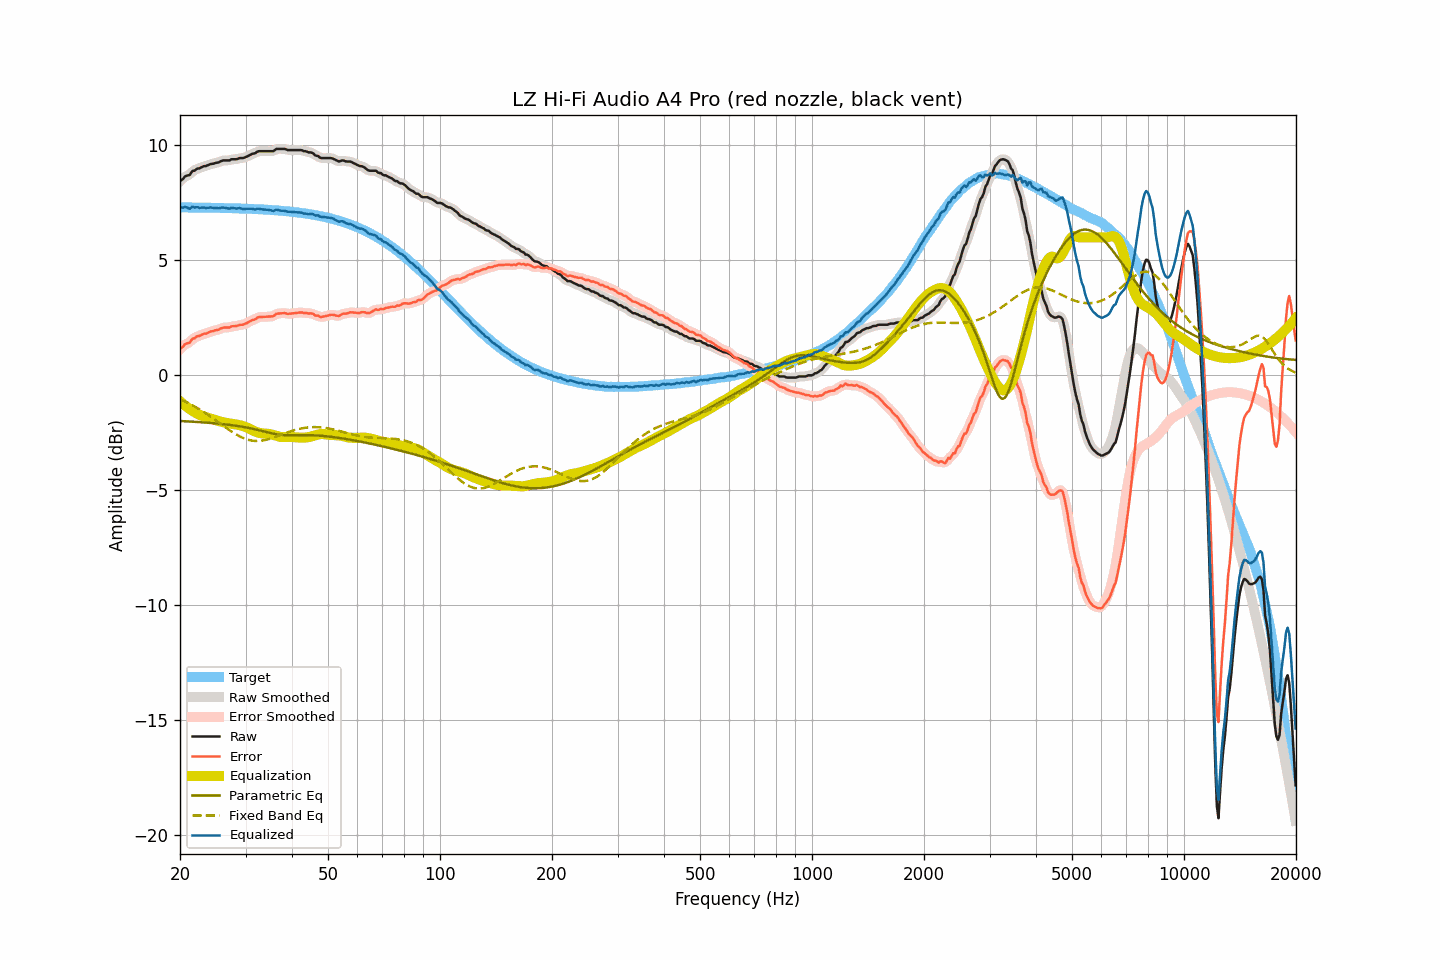 LZ Hi-Fi Audio A4 Pro (red nozzle, black vent)
10
5
0
−5
−10
−15
−20
Amplitude (dBr)
Target
Raw Smoothed
Error Smoothed
Raw
Error
Equalization
Parametric Eq
Fixed Band Eq
Equalized
20 50 100 200 500 1000 2000 5000 10000 20000
Frequency (Hz)